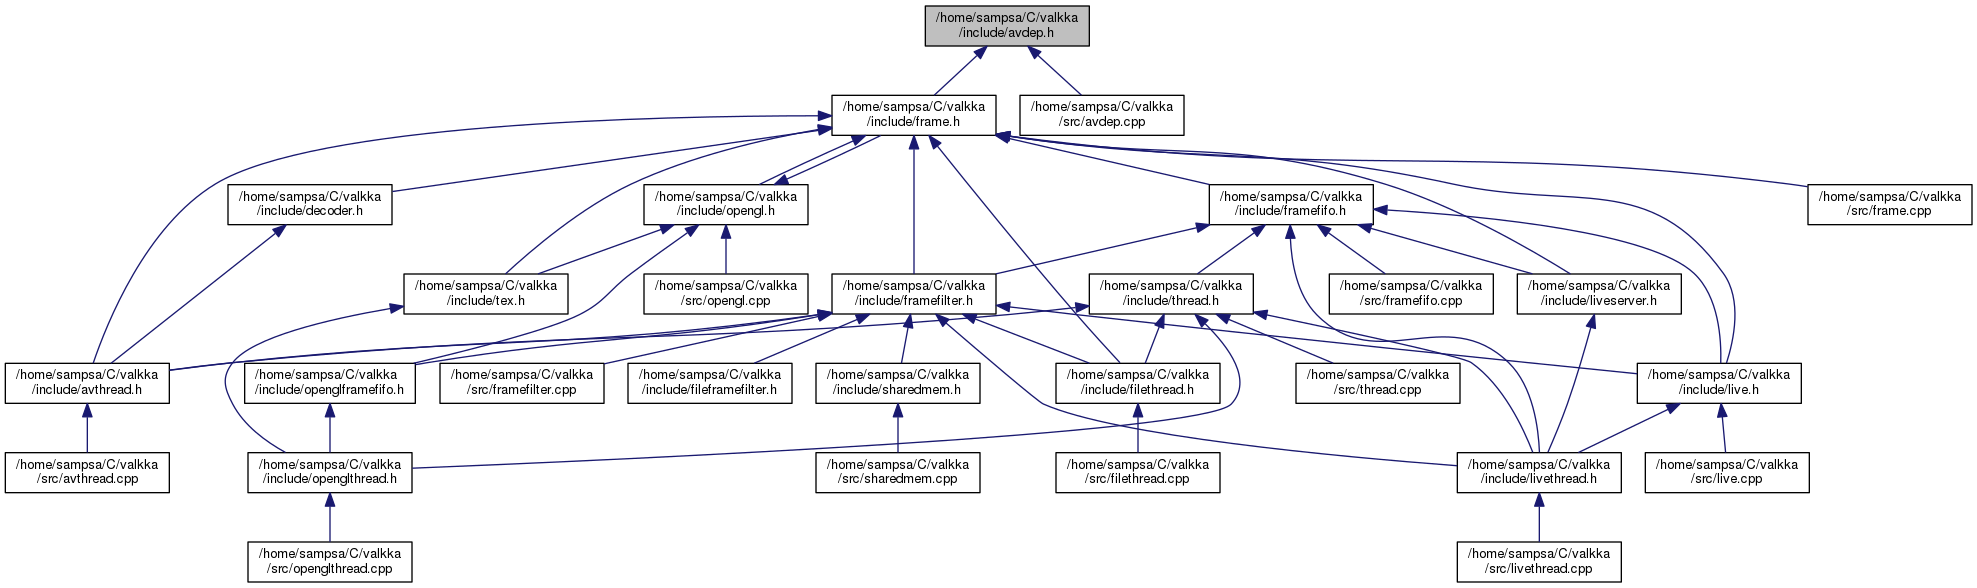 /home/sampsa/C/valkka
/include/avdep.h
/home/sampsa/C/valkka
/include/frame.h
/home/sampsa/C/valkka
/src/avdep.cpp
/home/sampsa/C/valkka
/include/decoder.h
/home/sampsa/C/valkka
/include/opengl.h
/home/sampsa/C/valkka
/include/framefifo.h
/home/sampsa/C/valkka
/src/frame.cpp
/home/sampsa/C/valkka
/include/tex.h
/home/sampsa/C/valkka
/src/opengl.cpp
/home/sampsa/C/valkka
/include/framefilter.h
/home/sampsa/C/valkka
/include/thread.h
/home/sampsa/C/valkka
/src/framefifo.cpp
/home/sampsa/C/valkka
/include/liveserver.h
/home/sampsa/C/valkka
/include/avthread.h
/home/sampsa/C/valkka
/include/openglframefifo.h
/home/sampsa/C/valkka
/src/framefilter.cpp
/home/sampsa/C/valkka
/include/fileframefilter.h
/home/sampsa/C/valkka
/include/sharedmem.h
/home/sampsa/C/valkka
/include/filethread.h
/home/sampsa/C/valkka
/src/thread.cpp
/home/sampsa/C/valkka
/include/live.h
/home/sampsa/C/valkka
/src/avthread.cpp
/home/sampsa/C/valkka
/include/openglthread.h
/home/sampsa/C/valkka
/src/sharedmem.cpp
/home/sampsa/C/valkka
/src/filethread.cpp
/home/sampsa/C/valkka
/include/livethread.h
/home/sampsa/C/valkka
/src/live.cpp
/home/sampsa/C/valkka
/src/openglthread.cpp
/home/sampsa/C/valkka
/src/livethread.cpp